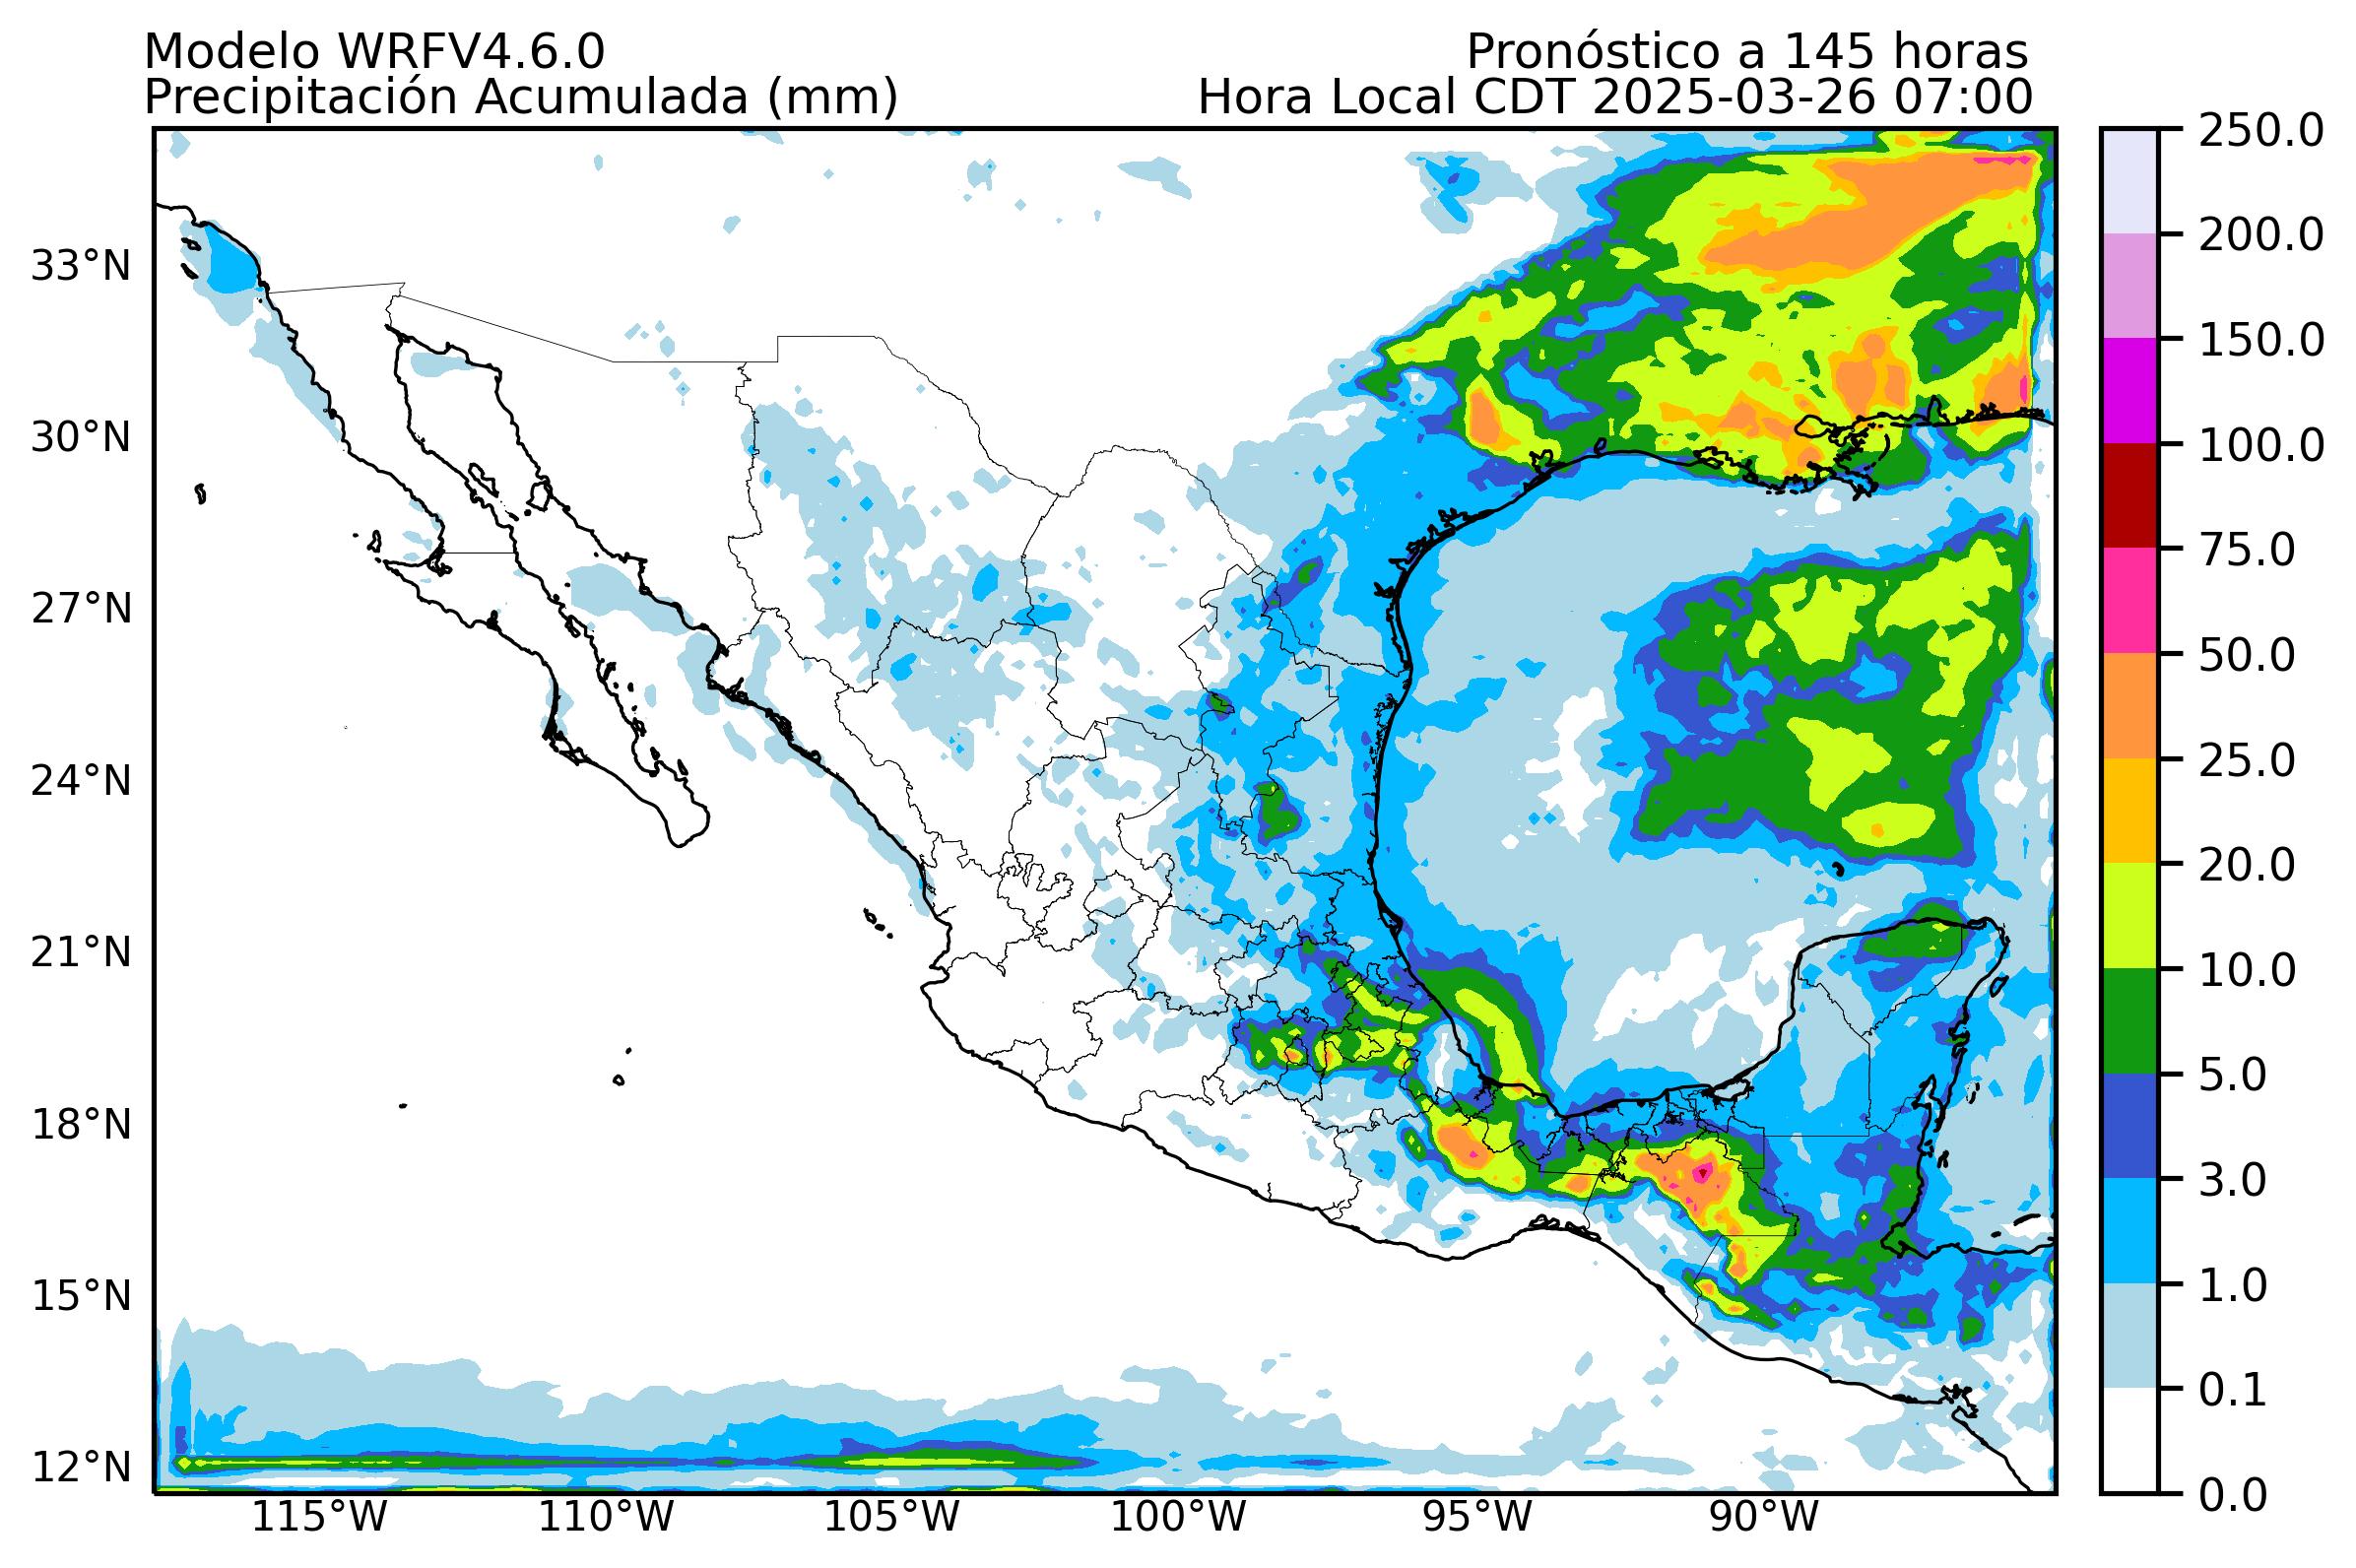 Modelo WRFV4.6.0
Pronóstico a 145 horas
Precipitación Acumulada (mm)
Hora Local CDT 2025-03-26 07:00
33°N
30°N
27°N
24°N
21°N
18°N
15°N
12°N
115°W
110°W
105°W
100°W
95°W
90°W
250.0
200.0
150.0
100.0
75.0
50.0
25.0
20.0
10.0
5.0
3.0
1.0
0.1
0.0